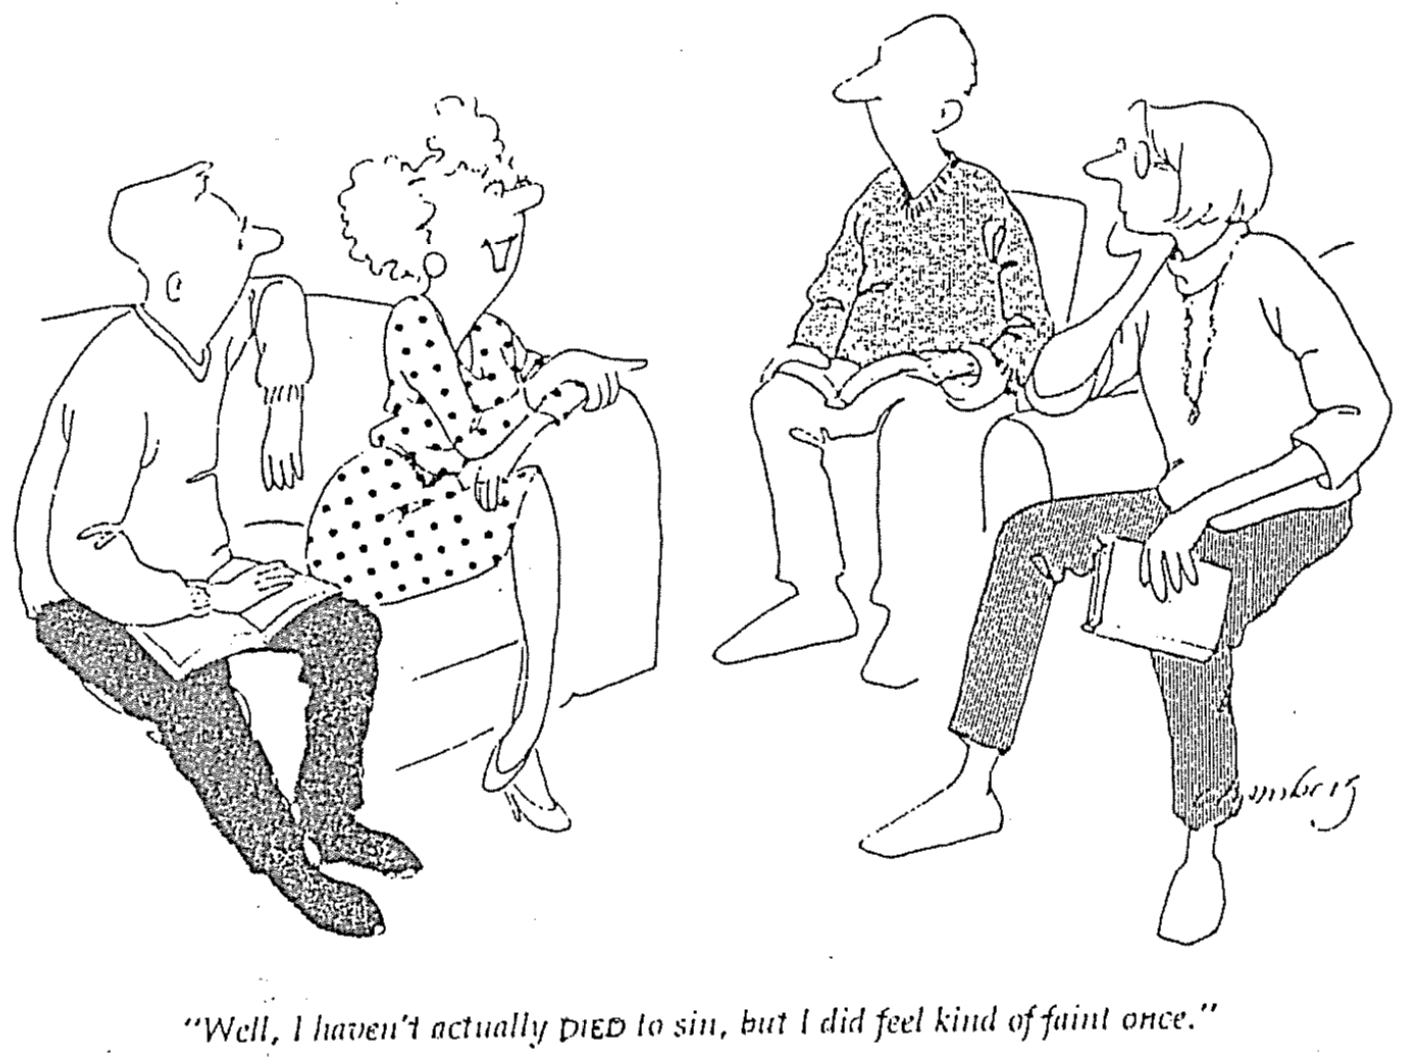 "Well, I haven't actually DIED to sin, but I did feel kind of faint once."